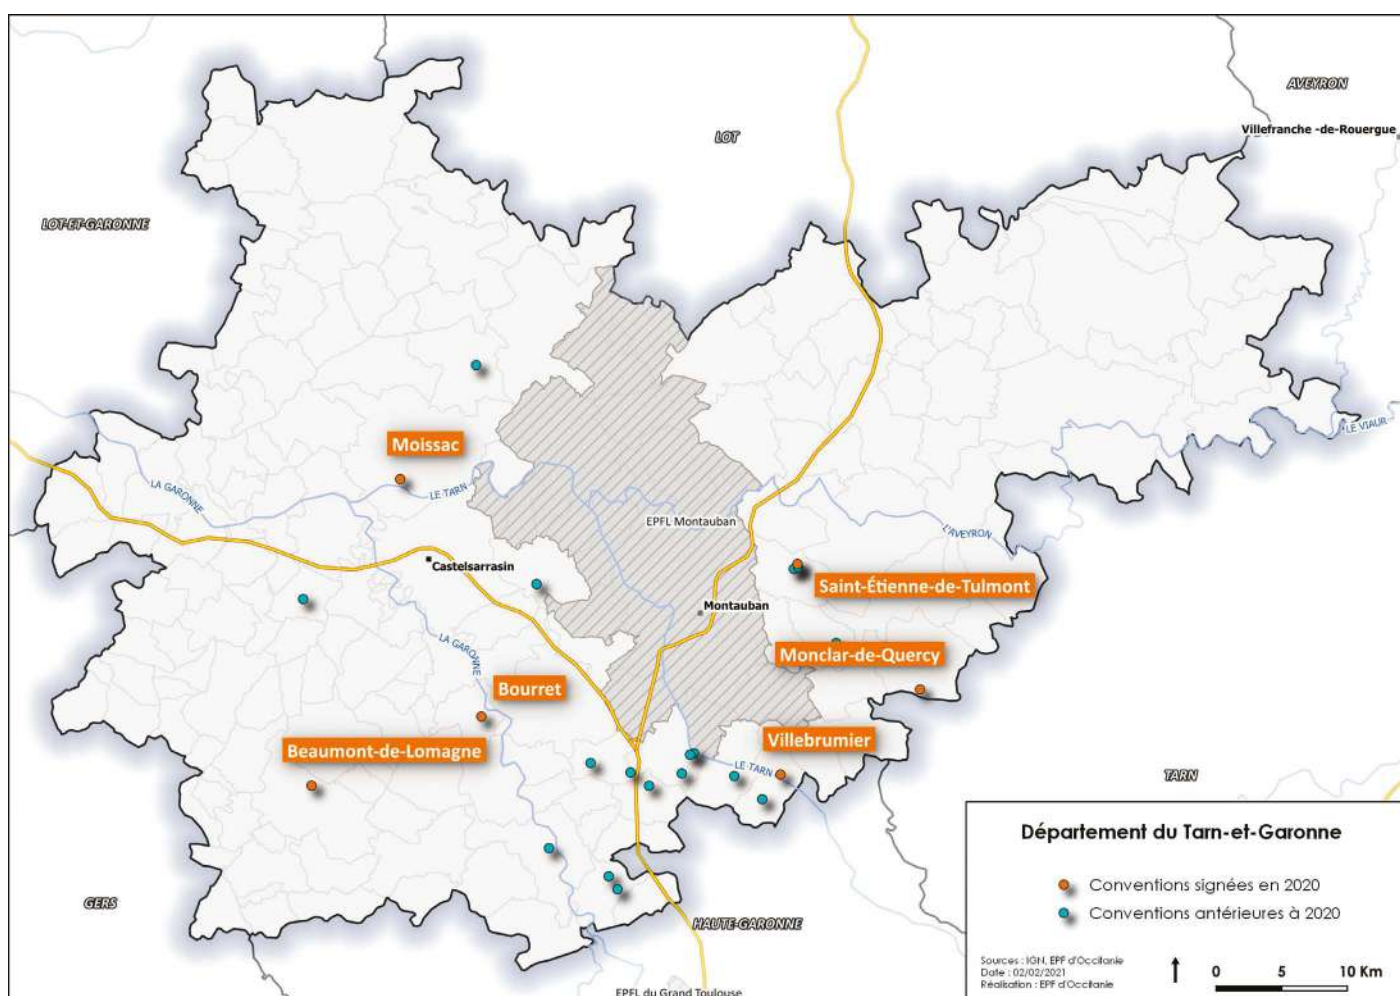 AVEYRON
Villefranche -de-Rouergue
LOT
LOT-ET-GARONNE
LE VIAUR
Moissac
LA GARONNE
LE TARN
EPFL Montauban
L'AVEYRON
Castelsarrasin
Saint-Étienne-de-Tulmont
Montauban
LA GARONNE
Monclar-de-Quercy
Bourret
Villebrumier
Beaumont-de-Lomagne
LE TARN
TARN
GERS
HAUTE-GARONNE
EPFL du Grand Toulouse
Département du Tarn-et-Garonne
Conventions signées en 2020
Conventions antérieures à 2020
Sources : IGN, EPF d'Occitanie
Date : 02/02/2021
Réalisation : EPF d'Occitanie
0 5 10 Km